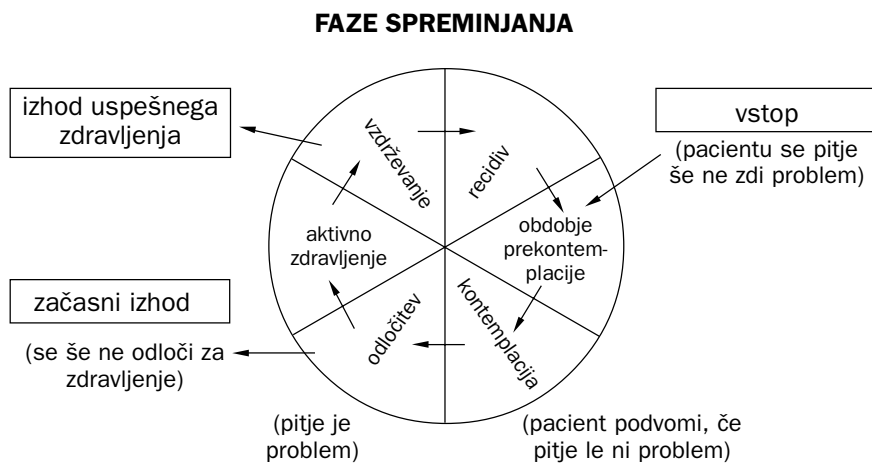 FAZE SPREMINJANJA
izhod uspešnega
zdravljenja
vstop
(pacientu se pitje
še ne zdi problem)
vzdrževanje
recidiv
aktivno
zdravljenje
obdobje
prekontem-
placije
začasni izhod
(se še ne odloči za
zdravljenje)
odločitev
kontemplacija
(pitje je
problem)
(pacient podvomi, če
pitje le ni problem)